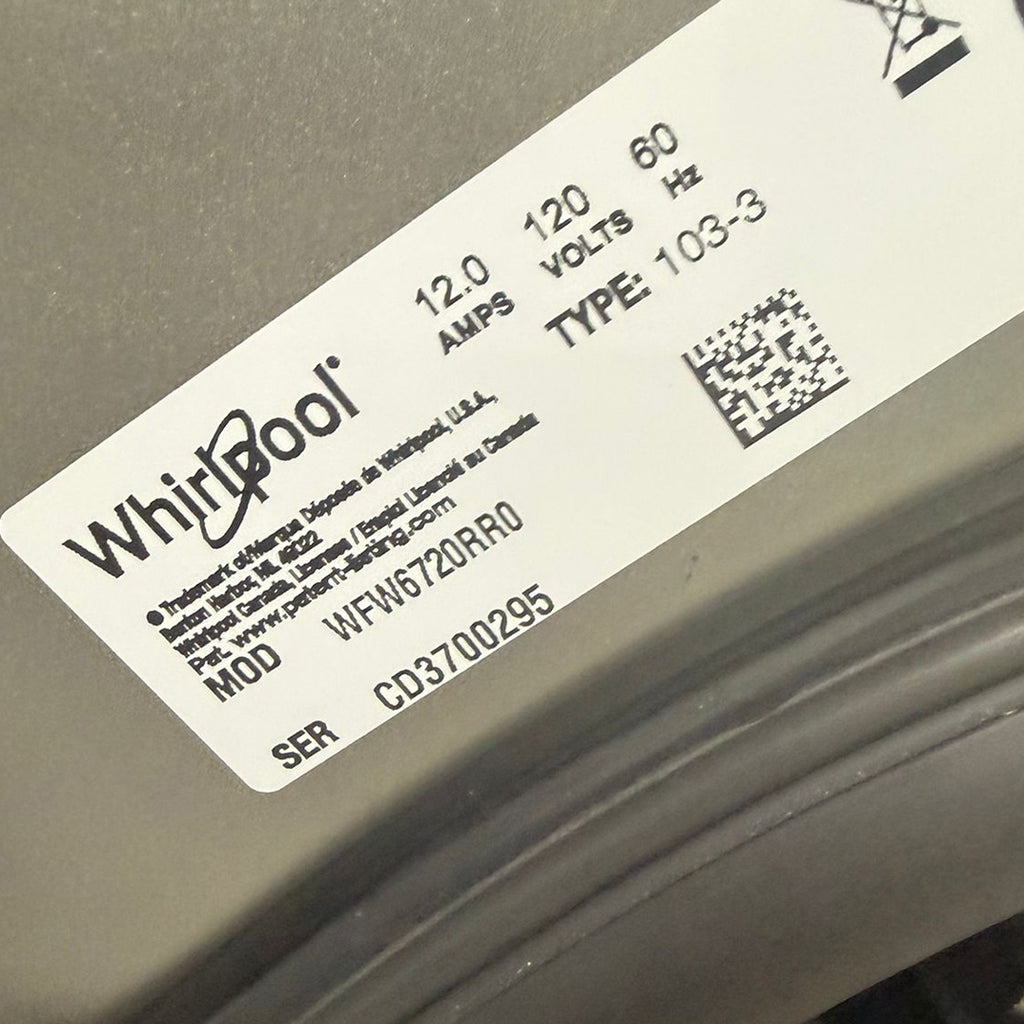 Whirlpool
12.0 AMPS
120 VOLTS
60 Hz
TYPE: 103-3
® Trademark Marque Déposée de Whirlpool, U.S.A.,
Benton Harbor, MI, 49022
Whirlpool Canada, Licensee / Emploi Licencié au Canada
Pat. www.patent-listing.com
MOD WFW6720RR0
SER CD3700295